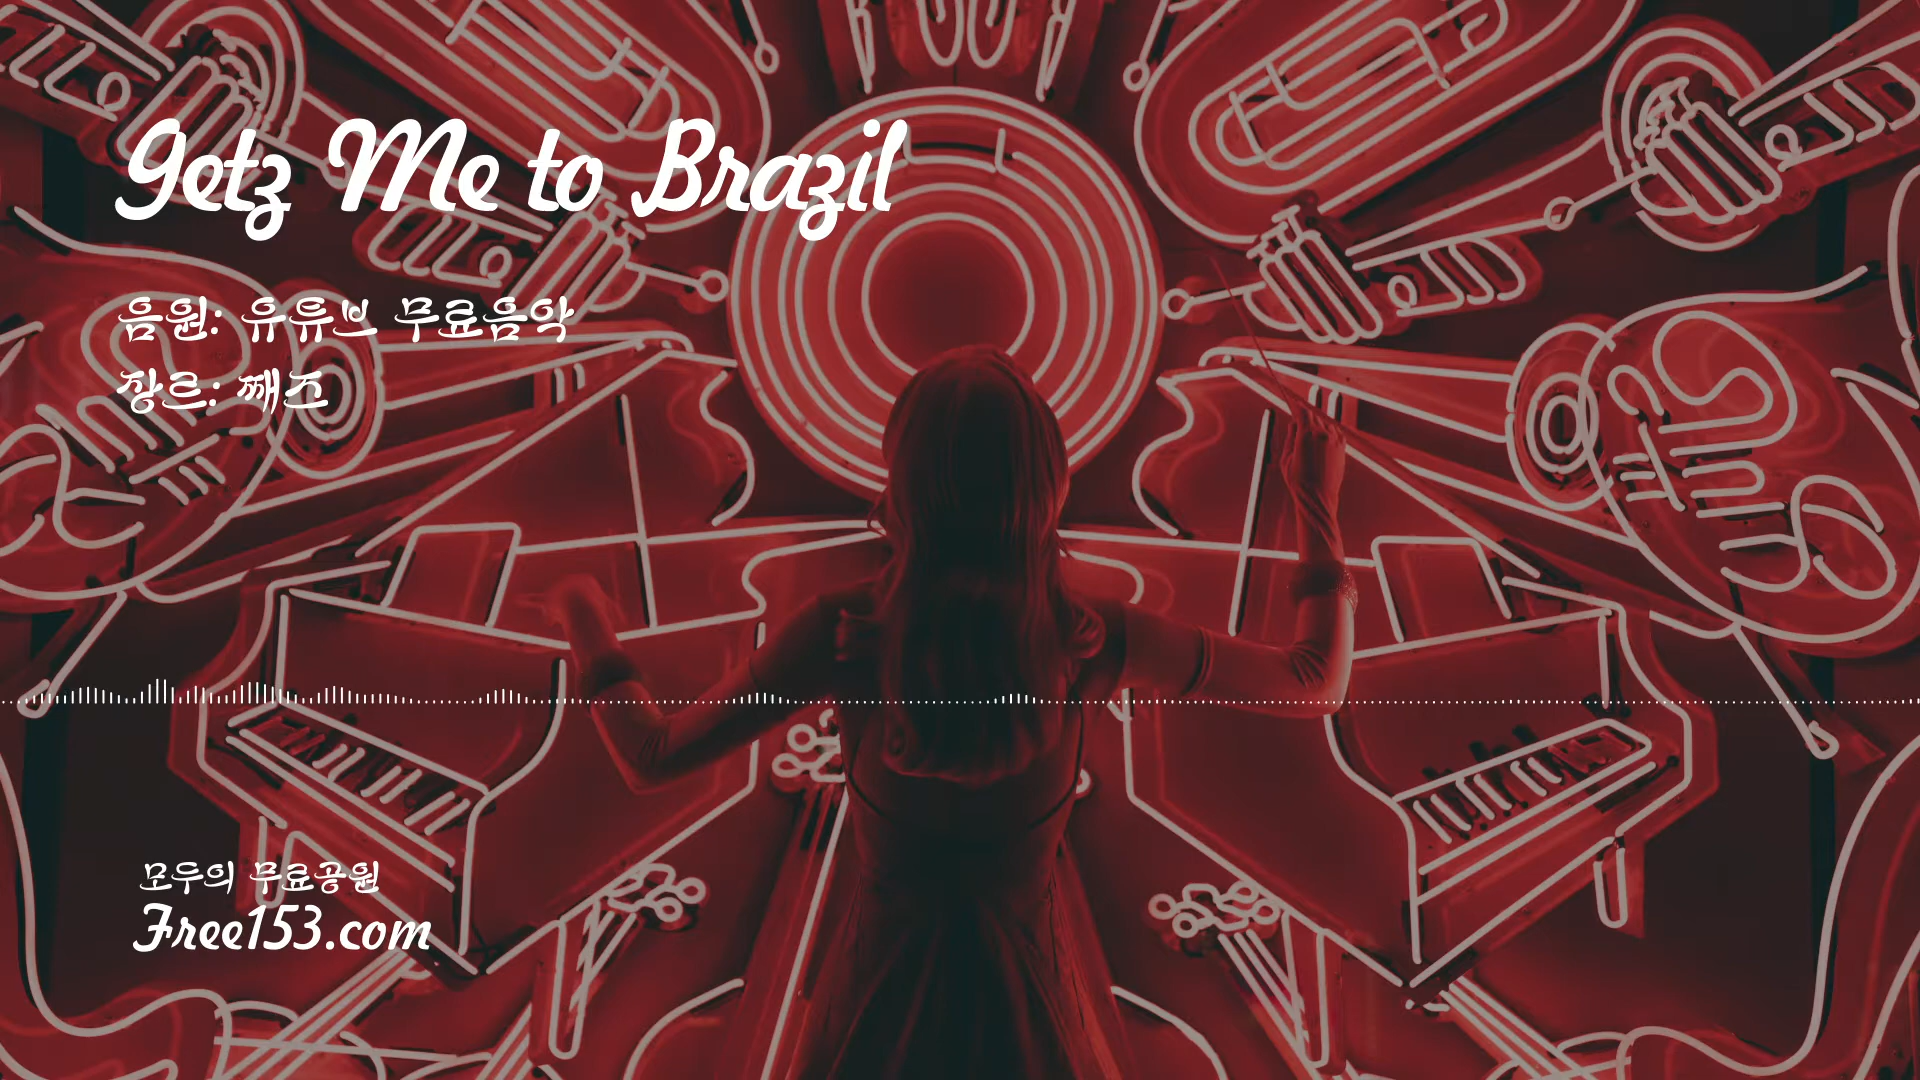 Getz Me to Brazil
음원: 유튜브 무료음악
장르: 째즈
모두의 무료공원
Free153.com